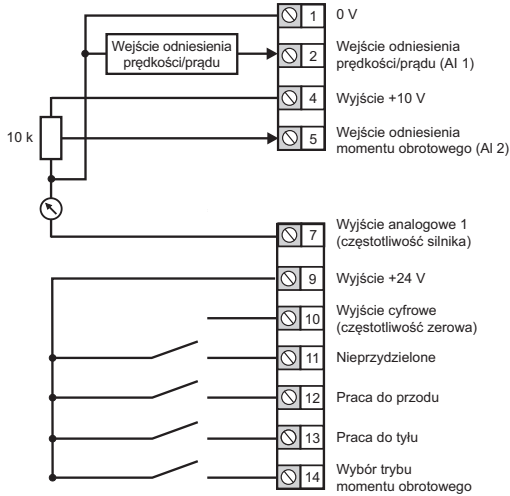 1 0 V
Wejście odniesienia
prędkości/prądu
2 Wejście odniesienia
prędkości/prądu (AI 1)
4 Wyjście +10 V
10 k
5 Wejście odniesienia
momentu obrotowego (AI 2)
7 Wyjście analogowe 1
(częstotliwość silnika)
9 Wyjście +24 V
10 Wyjście cyfrowe
(częstotliwość zerowa)
11 Nieprzydzielone
12 Praca do przodu
13 Praca do tyłu
14 Wybór trybu
momentu obrotowego